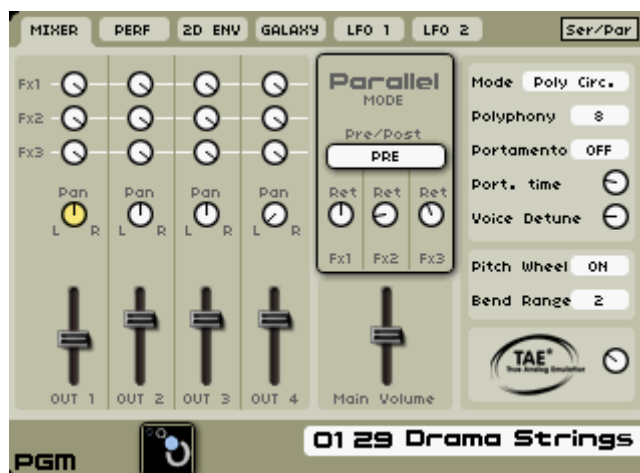 MIXER PERF 2D ENV GALAXY LFO 1 LFO 2 Ser/Par
Fx1
Fx2
Fx3
Pan Pan Pan Pan
L R L R L R L R
OUT 1 OUT 2 OUT 3 OUT 4
Parallel
MODE
Pre/Post
PRE
Ret Ret Ret
Fx1 Fx2 Fx3
Main Volume
Mode Poly Circ.
Polyphony 8
Portamento OFF
Port. time
Voice Detune
Pitch Wheel ON
Bend Range 2
TAE®
True Analog Emulation
PGM
01 29 Drama Strings